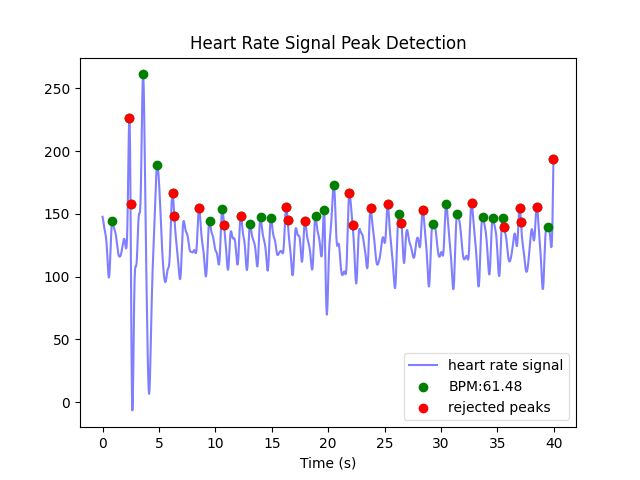 Heart Rate Signal Peak Detection
250
200
150
100
50
0
heart rate signal
BPM:61.48
rejected peaks
0 5 10 15 20 25 30 35 40
Time (s)